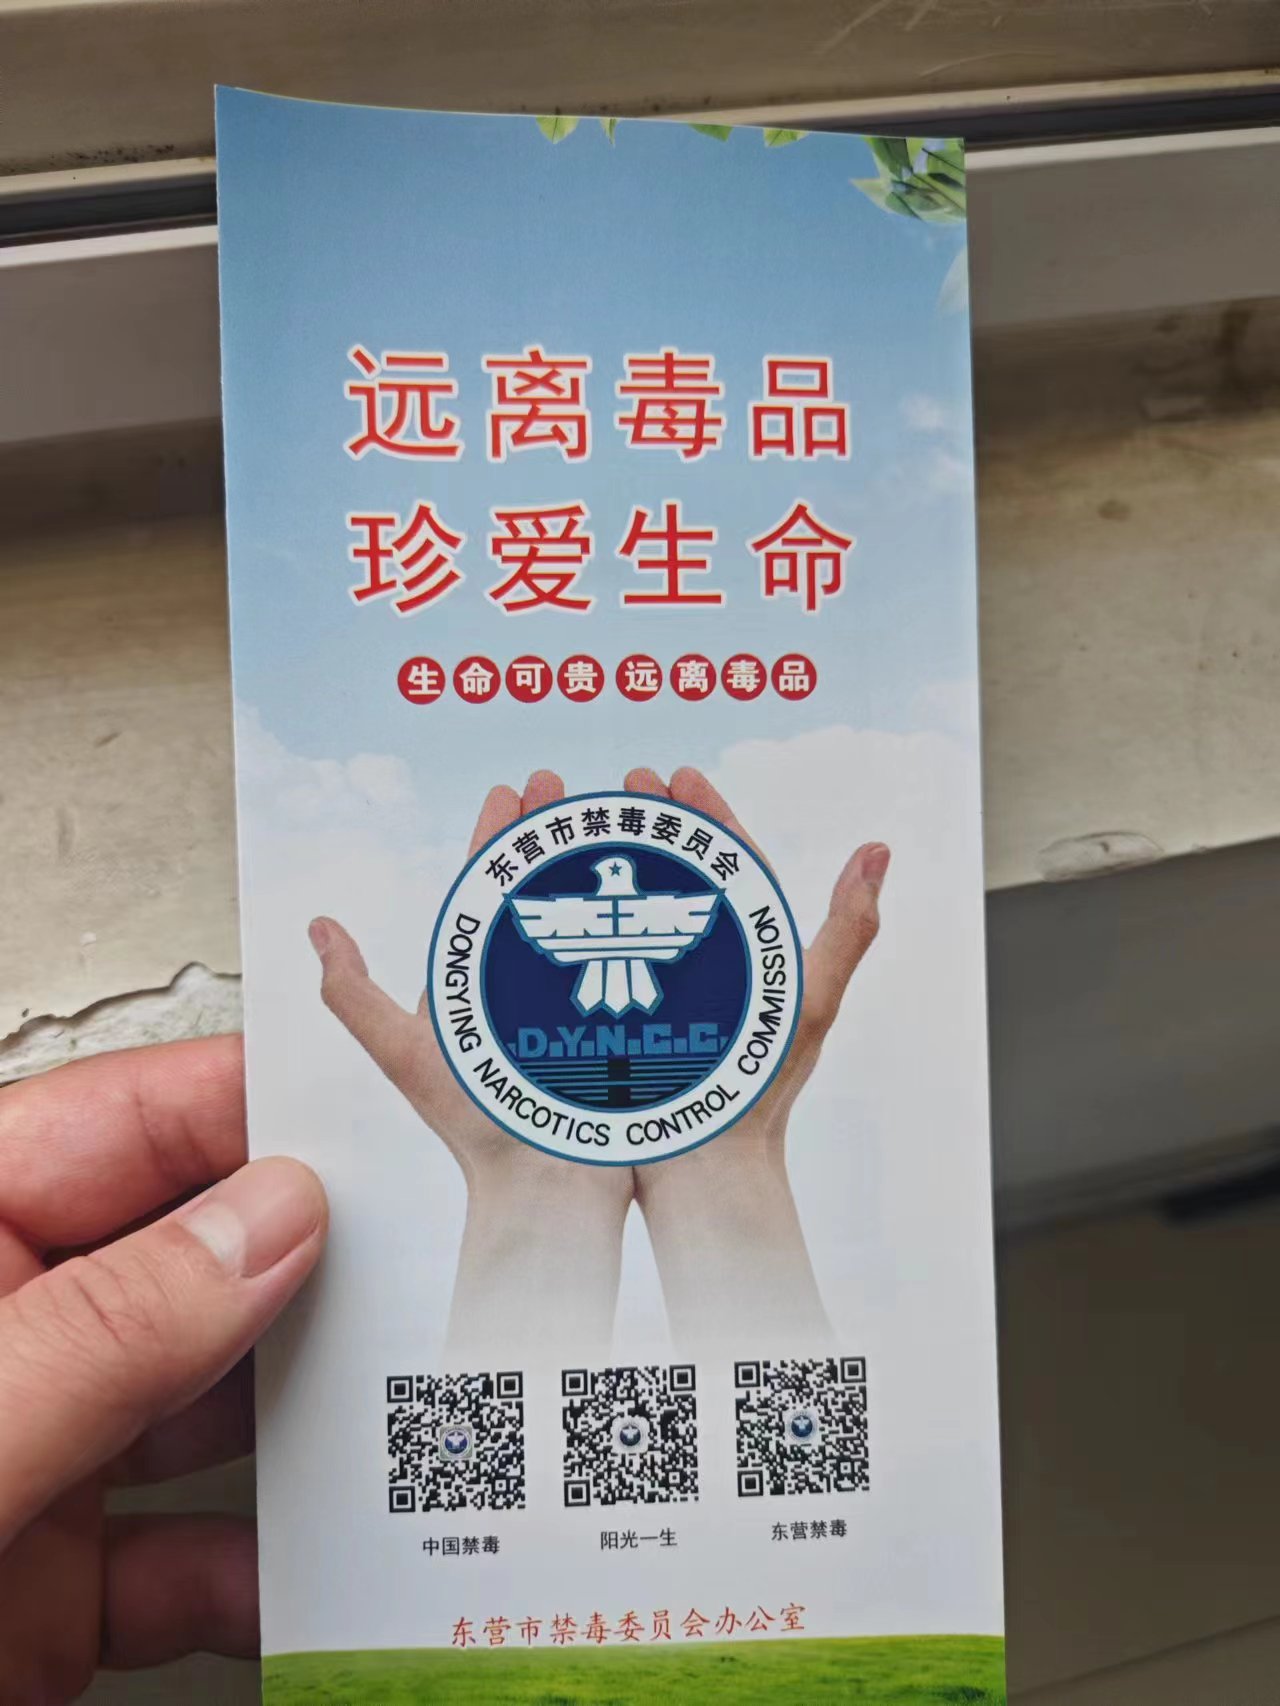 远离毒品
珍爱生命
生命可贵 远离毒品
东营市禁毒委员会
DONGYING NARCOTICS CONTROL COMMISSION
D.Y.N.C.C.
中国禁毒
阳光一生
东营禁毒
东营市禁毒委员会办公室